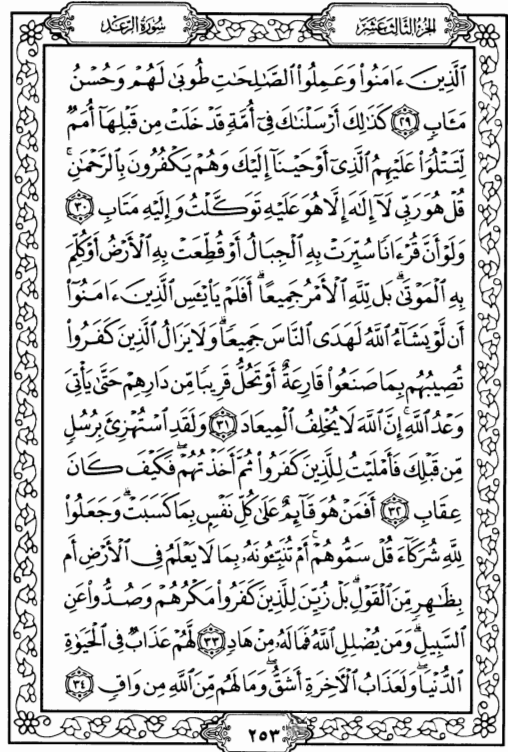 الجزء الثالث عشر
سورة الرعد
ٱلَّذِينَ ءَامَنُوا۟ وَعَمِلُوا۟ ٱلصَّـٰلِحَـٰتِ طُوبَىٰ لَهُمْ وَحُسْنُ
مَـَٔابٍ ٢٩ كَذَٰلِكَ أَرْسَلْنَـٰكَ فِىٓ أُمَّةٍ قَدْ خَلَتْ مِن قَبْلِهَآ أُمَمٌ
لِّتَتْلُوَا۟ عَلَيْهِمُ ٱلَّذِىٓ أَوْحَيْنَآ إِلَيْكَ وَهُمْ يَكْفُرُونَ بِٱلرَّحْمَـٰنِ ۚ
قُلْ هُوَ رَبِّى لَآ إِلَـٰهَ إِلَّا هُوَ عَلَيْهِ تَوَكَّلْتُ وَإِلَيْهِ مَتَابِ ٣٠
وَلَوْ أَنَّ قُرْءَانًا سُيِّرَتْ بِهِ ٱلْجِبَالُ أَوْ قُطِّعَتْ بِهِ ٱلْأَرْضُ أَوْ كُلِّمَ
بِهِ ٱلْمَوْتَىٰ ۗ بَل لِّلَّهِ ٱلْأَمْرُ جَمِيعًا ۗ أَفَلَمْ يَا۟يْـَٔسِ ٱلَّذِينَ ءَامَنُوٓا۟
أَن لَّوْ يَشَآءُ ٱللَّهُ لَهَدَى ٱلنَّاسَ جَمِيعًا ۗ وَلَا يَزَالُ ٱلَّذِينَ كَفَرُوا۟
تُصِيبُهُم بِمَا صَنَعُوا۟ قَارِعَةٌ أَوْ تَحُلُّ قَرِيبًا مِّن دَارِهِمْ حَتَّىٰ يَأْتِىَ
وَعْدُ ٱللَّهِ ۚ إِنَّ ٱللَّهَ لَا يُخْلِفُ ٱلْمِيعَادَ ٣١ وَلَقَدِ ٱسْتُهْزِئَ بِرُسُلٍ
مِّن قَبْلِكَ فَأَمْلَيْتُ لِلَّذِينَ كَفَرُوا۟ ثُمَّ أَخَذْتُهُمْ ۖ فَكَيْفَ كَانَ
عِقَابِ ٣٢ أَفَمَنْ هُوَ قَآئِمٌ عَلَىٰ كُلِّ نَفْسٍۭ بِمَا كَسَبَتْ ۗ وَجَعَلُوا۟
لِلَّهِ شُرَكَآءَ قُلْ سَمُّوهُمْ ۚ أَمْ تُنَبِّـُٔونَهُۥ بِمَا لَا يَعْلَمُ فِى ٱلْأَرْضِ أَم
بِظَـٰهِرٍ مِّنَ ٱلْقَوْلِ ۗ بَلْ زُيِّنَ لِلَّذِينَ كَفَرُوا۟ مَكْرُهُمْ وَصُدُّوا۟ عَنِ
ٱلسَّبِيلِ ۗ وَمَن يُضْلِلِ ٱللَّهُ فَمَا لَهُۥ مِنْ هَادٍ ٣٣ لَّهُمْ عَذَابٌ فِى ٱلْحَيَوٰةِ
ٱلدُّنْيَا ۖ وَلَعَذَابُ ٱلْـَٔاخِرَةِ أَشَقُّ ۖ وَمَا لَهُم مِّنَ ٱللَّهِ مِن وَاقٍ ٣٤
٢٥٣